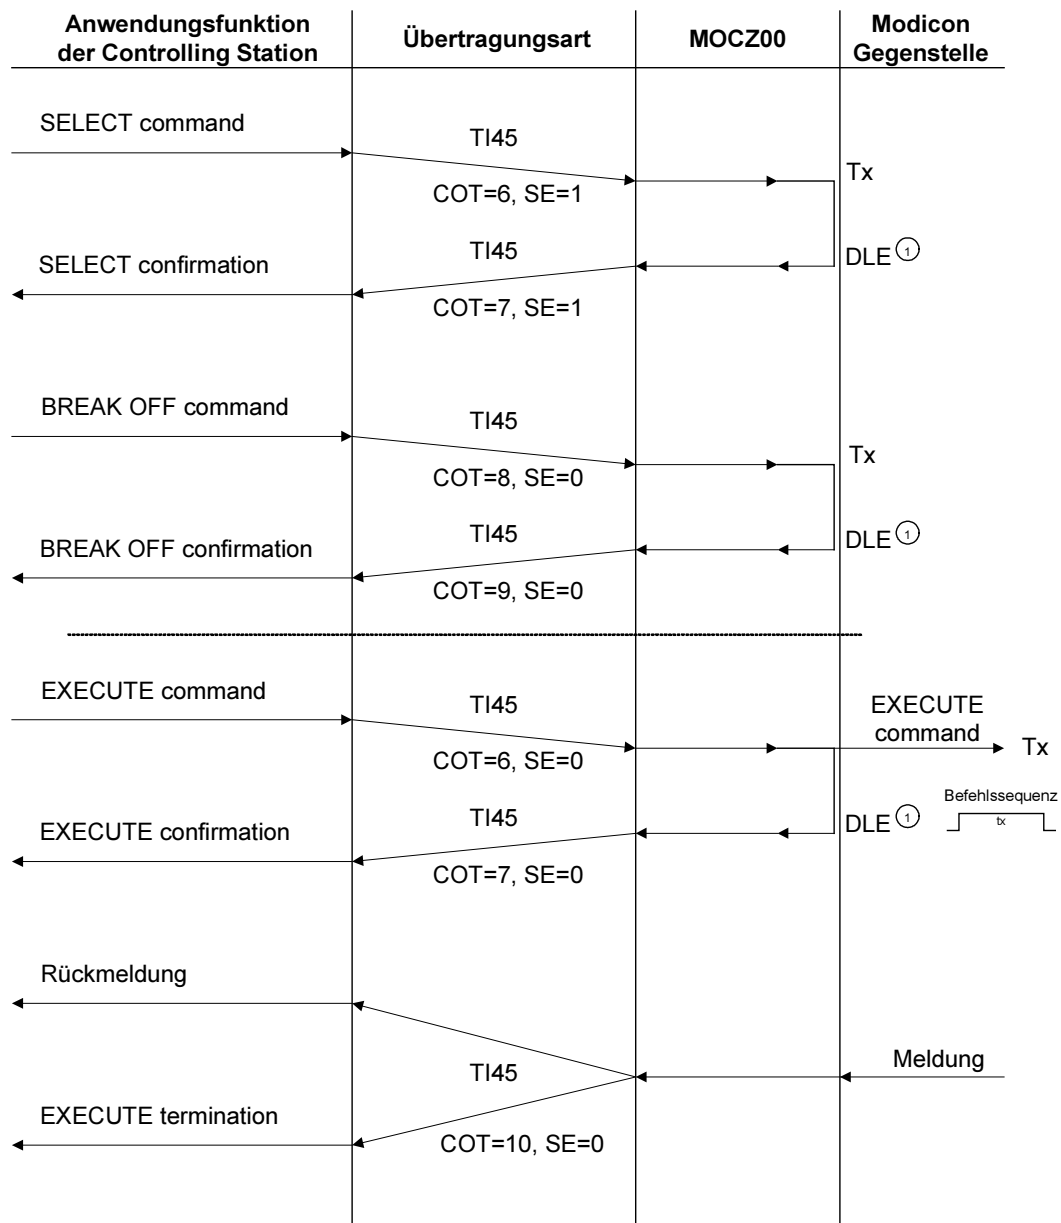 Anwendungsfunktion
der Controlling Station
Übertragungsart
MOCZ00
Modicon
Gegenstelle
SELECT command
TI45
COT=6, SE=1
Tx
SELECT confirmation
TI45
COT=7, SE=1
DLE 1
BREAK OFF command
TI45
COT=8, SE=0
Tx
BREAK OFF confirmation
TI45
COT=9, SE=0
DLE 1
EXECUTE command
TI45
COT=6, SE=0
EXECUTE
command
Tx
Befehlssequenz
tx
EXECUTE confirmation
TI45
COT=7, SE=0
DLE 1
Rückmeldung
TI45
Meldung
EXECUTE termination
COT=10, SE=0